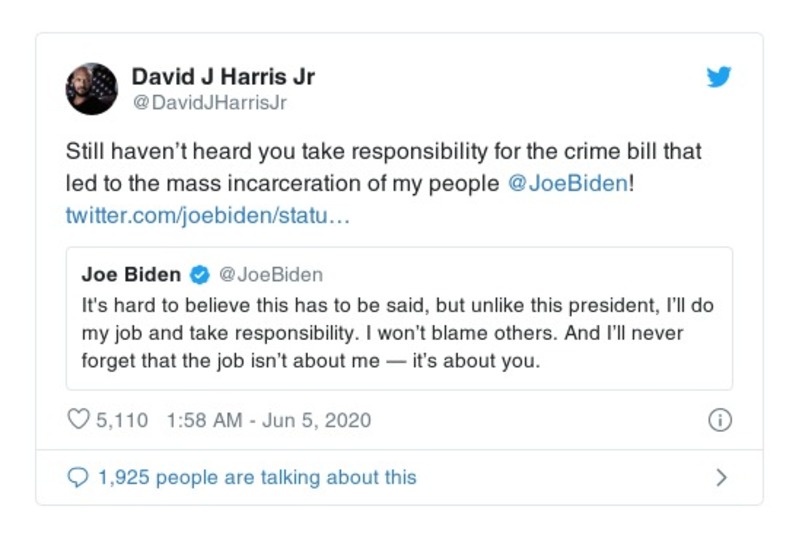 David J Harris Jr
@DavidJHarrisJr
Still haven't heard you take responsibility for the crime bill that
led to the mass incarceration of my people @JoeBiden!
twitter.com/joebiden/statu…
Joe Biden @JoeBiden
It's hard to believe this has to be said, but unlike this president, I'll do
my job and take responsibility. I won't blame others. And I'll never
forget that the job isn't about me — it's about you.
5,110 1:58 AM - Jun 5, 2020
1,925 people are talking about this